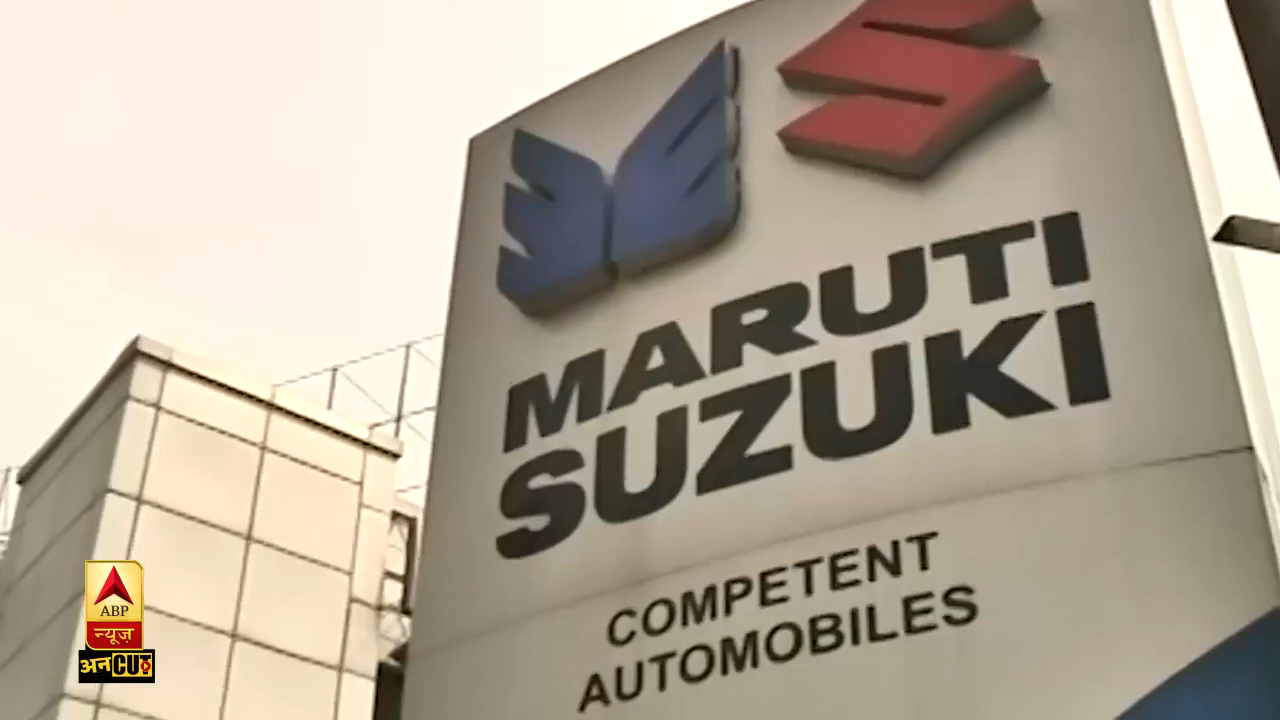 MARUTI
SUZUKI
COMPETENT
AUTOMOBILES
ABP
न्यूज़
अनCUT